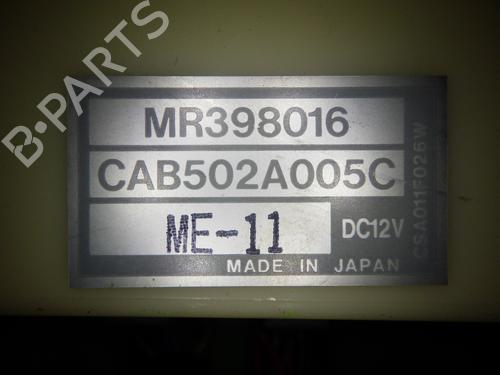 B-PARTS
MR398016
CAB502A005C
ME-11
DC12V
MADE IN JAPAN
CSA011F026W